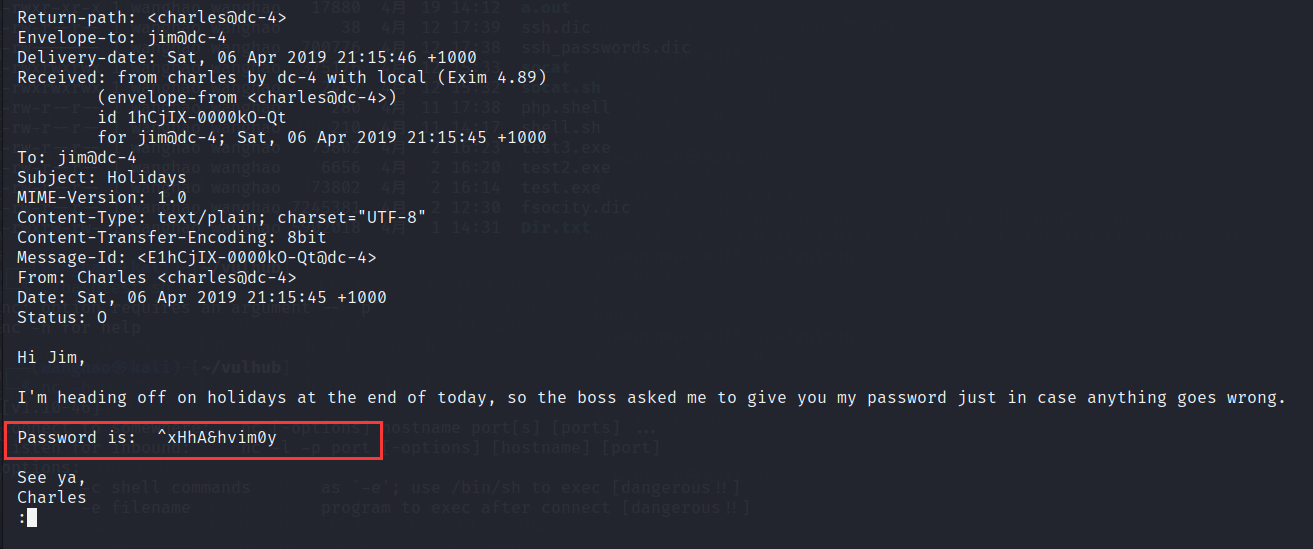 Return-path: <charles@dc-4>
Envelope-to: jim@dc-4
Delivery-date: Sat, 06 Apr 2019 21:15:46 +1000
Received: from charles by dc-4 with local (Exim 4.89)
(envelope-from <charles@dc-4>)
id 1hCjIX-0000kO-Qt
for jim@dc-4; Sat, 06 Apr 2019 21:15:45 +1000
To: jim@dc-4
Subject: Holidays
MIME-Version: 1.0
Content-Type: text/plain; charset="UTF-8"
Content-Transfer-Encoding: 8bit
Message-Id: <E1hCjIX-0000kO-Qt@dc-4>
From: Charles <charles@dc-4>
Date: Sat, 06 Apr 2019 21:15:45 +1000
Status: O
Hi Jim,
I'm heading off on holidays at the end of today, so the boss asked me to give you my password just in case anything goes wrong.
Password is:  ^xHhA&hvim0y
See ya,
Charles
: